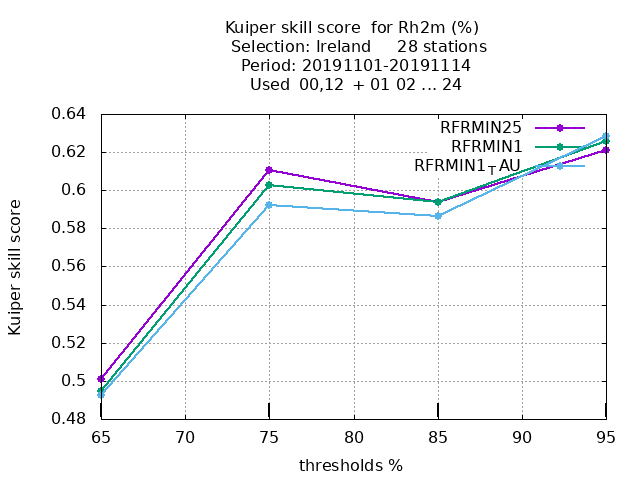 Kuiper skill score for Rh2m (%)
Selection: Ireland 28 stations
Period: 20191101-20191114
Used 00,12 + 01 02 ... 24
0.64
0.62
0.6
0.58
0.56
0.54
0.52
0.5
0.48
Kuiper skill score
RFRMIN25
RFRMIN1
RFRMIN1TAU
65 70 75 80 85 90 95
thresholds %